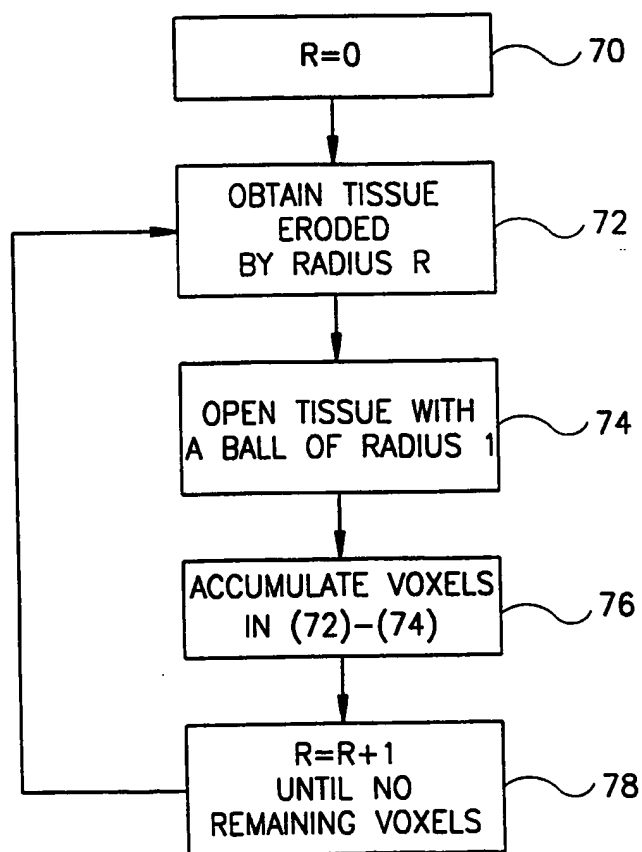 R=0
70
OBTAIN TISSUE
ERODED
BY RADIUS R
72
OPEN TISSUE WITH
A BALL OF RADIUS 1
74
ACCUMULATE VOXELS
IN (72)-(74)
76
R=R+1
UNTIL NO
REMAINING VOXELS
78